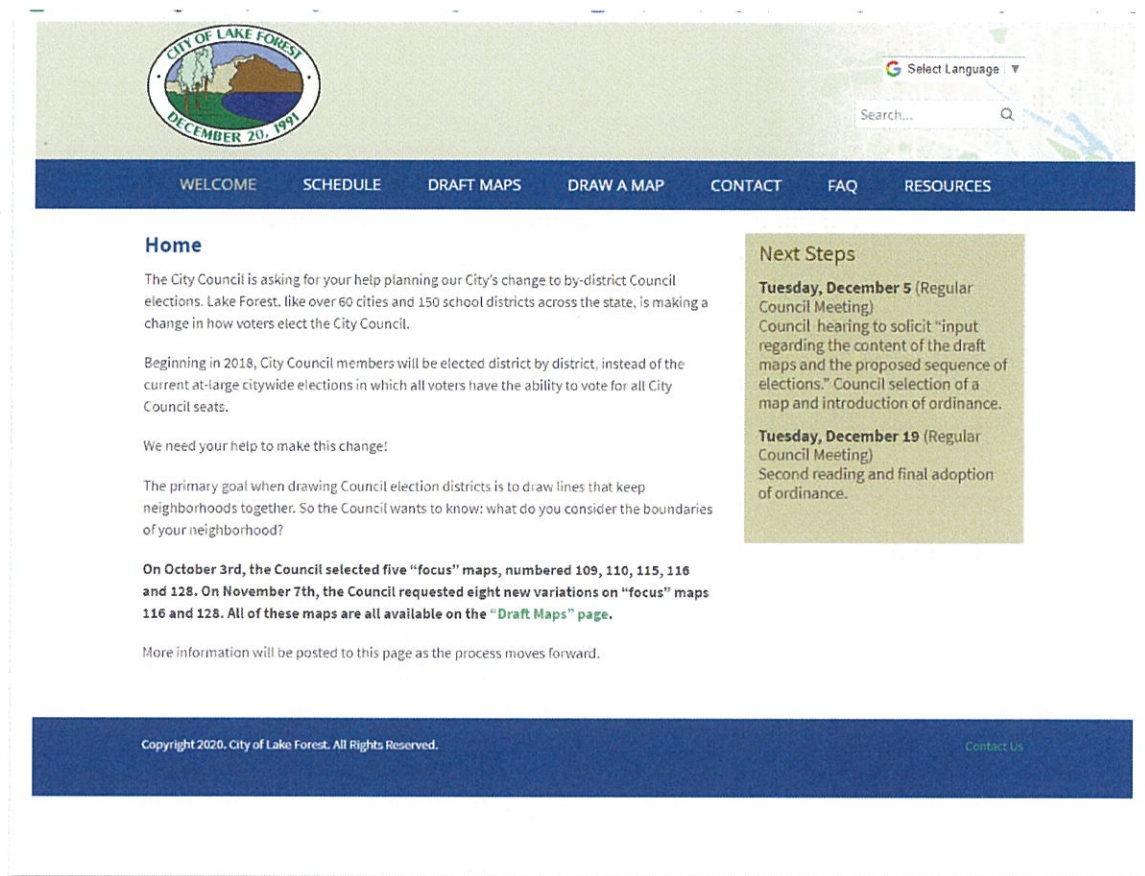 CITY OF LAKE FOREST
DECEMBER 20, 1991
Select Language ▼
Search...
WELCOME SCHEDULE DRAFT MAPS DRAW A MAP CONTACT FAQ RESOURCES
Home
The City Council is asking for your help planning our City's change to by-district Council
elections. Lake Forest, like over 60 cities and 150 school districts across the state, is making a
change in how voters elect the City Council.
Beginning in 2018, City Council members will be elected district by district, instead of the
current at-large citywide elections in which all voters have the ability to vote for all City
Council seats.
We need your help to make this change!
The primary goal when drawing Council election districts is to draw lines that keep
neighborhoods together. So the Council wants to know: what do you consider the boundaries
of your neighborhood?
On October 3rd, the Council selected five "focus" maps, numbered 109, 110, 115, 116
and 128. On November 7th, the Council requested eight new variations on "focus" maps
116 and 128. All of these maps are all available on the "Draft Maps" page.
More information will be posted to this page as the process moves forward.
Next Steps
Tuesday, December 5 (Regular
Council Meeting)
Council hearing to solicit "input
regarding the content of the draft
maps and the proposed sequence of
elections." Council selection of a
map and introduction of ordinance.
Tuesday, December 19 (Regular
Council Meeting)
Second reading and final adoption
of ordinance.
Copyright 2020. City of Lake Forest. All Rights Reserved.
Contact Us